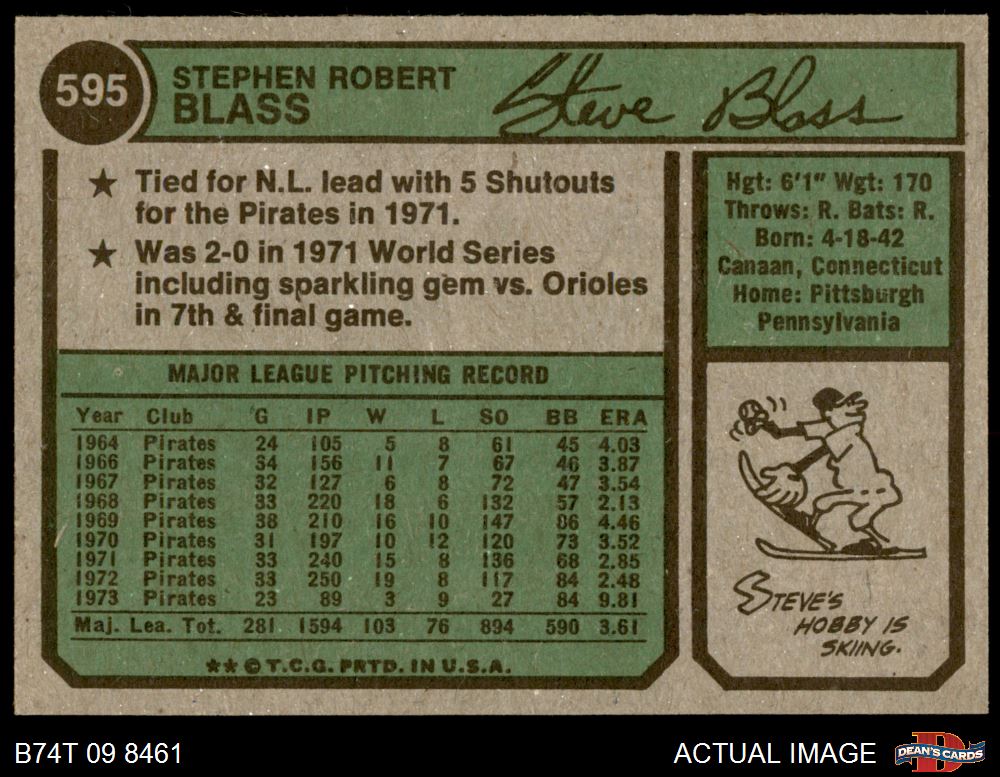 595
STEPHEN ROBERT
BLASS
Steve Blass
★ Tied for N.L. lead with 5 Shutouts
for the Pirates in 1971.
★ Was 2-0 in 1971 World Series
including sparkling gem vs. Orioles
in 7th & final game.
Hgt: 6'1" Wgt: 170
Throws: R. Bats: R.
Born: 4-18-42
Canaan, Connecticut
Home: Pittsburgh
Pennsylvania
MAJOR LEAGUE PITCHING RECORD
Year Club G IP W L SO BB ERA
1964 Pirates 24 105 5 8 61 45 4.03
1966 Pirates 34 156 11 7 67 46 3.87
1967 Pirates 32 127 6 8 72 47 3.54
1968 Pirates 33 220 18 6 132 57 2.13
1969 Pirates 38 210 16 10 147 86 4.46
1970 Pirates 31 197 10 12 120 73 3.52
1971 Pirates 33 240 15 8 136 68 2.85
1972 Pirates 33 250 19 8 117 84 2.48
1973 Pirates 23 89 3 9 27 84 9.81
Maj. Lea. Tot. 281 1594 103 76 894 590 3.61
★★ © T.C.G. PRTD. IN U.S.A.
STEVE'S
HOBBY IS
SKIING.
B74T 09 8461
ACTUAL IMAGE
D
DEAN'S CARDS